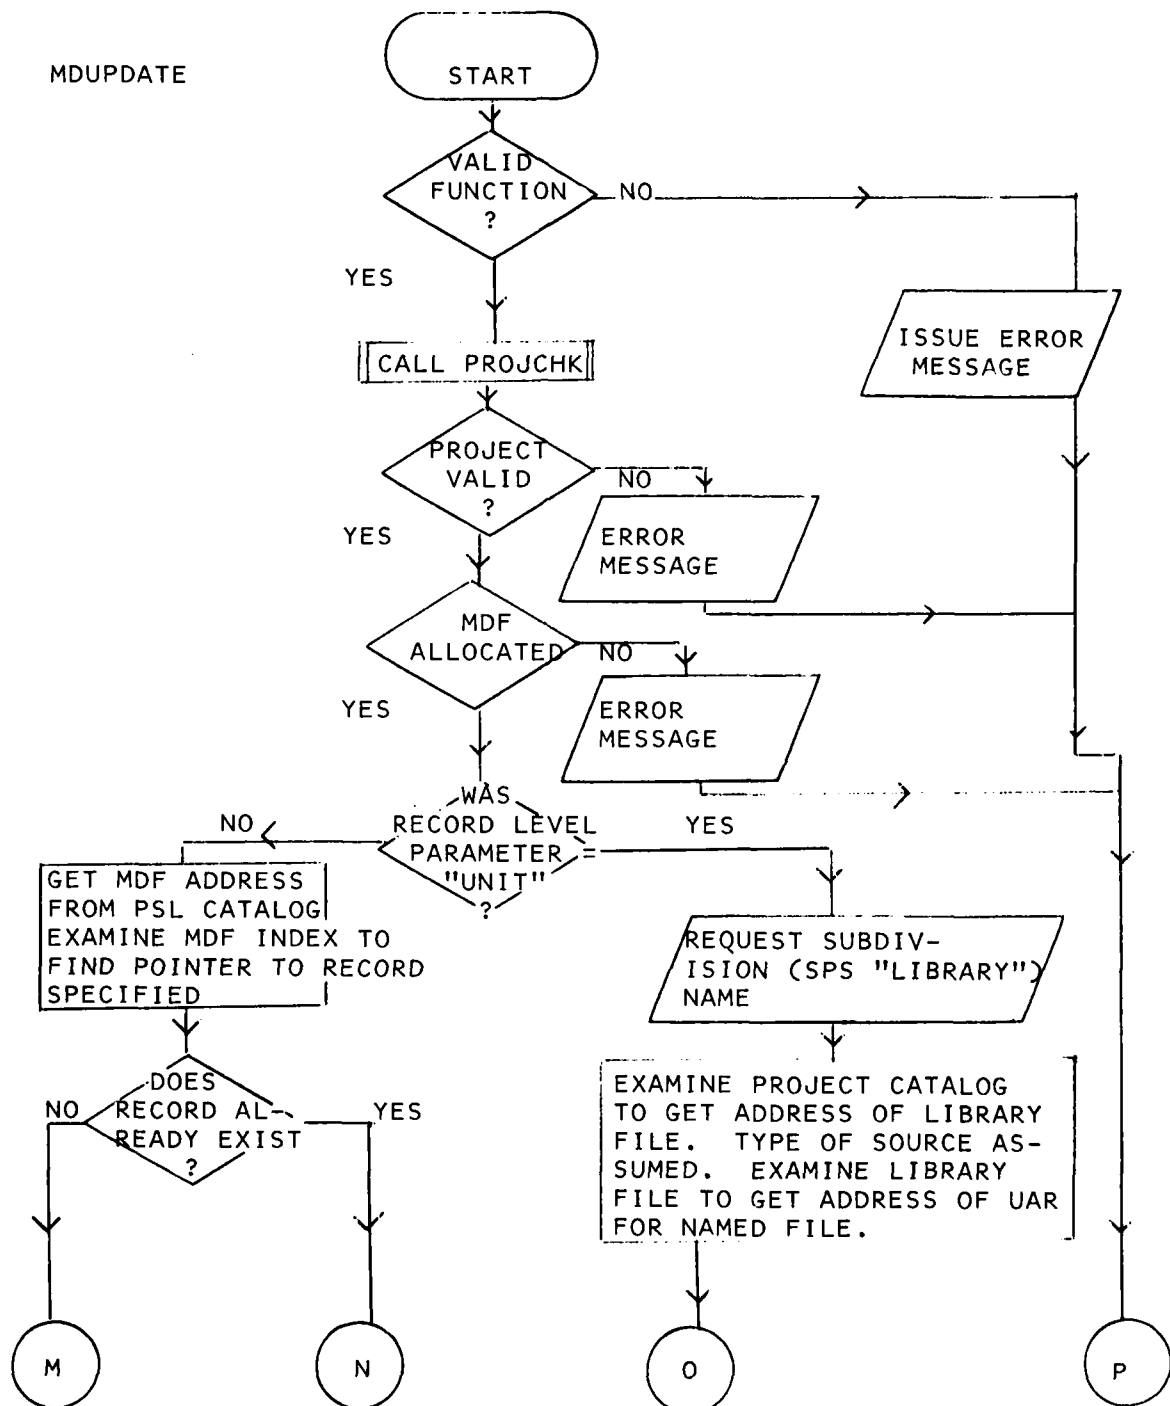 START
MDUPDATE
VALID
FUNCTION
?
NO
YES
ISSUE ERROR
MESSAGE
CALL PROJCHK
PROJECT
VALID
?
NO
YES
ERROR
MESSAGE
MDF
ALLOCATED
NO
YES
ERROR
MESSAGE
WAS
RECORD LEVEL
PARAMETER =
"UNIT"
?
NO
YES
GET MDF ADDRESS
FROM PSL CATALOG
EXAMINE MDF INDEX TO
FIND POINTER TO RECORD
SPECIFIED
REQUEST SUBDIV-
ISION (SPS "LIBRARY")
NAME
DOES
RECORD AL-
READY EXIST
?
NO
YES
EXAMINE PROJECT CATALOG
TO GET ADDRESS OF LIBRARY
FILE. TYPE OF SOURCE AS-
SUMED. EXAMINE LIBRARY
FILE TO GET ADDRESS OF UAR
FOR NAMED FILE.
M
N
O
P